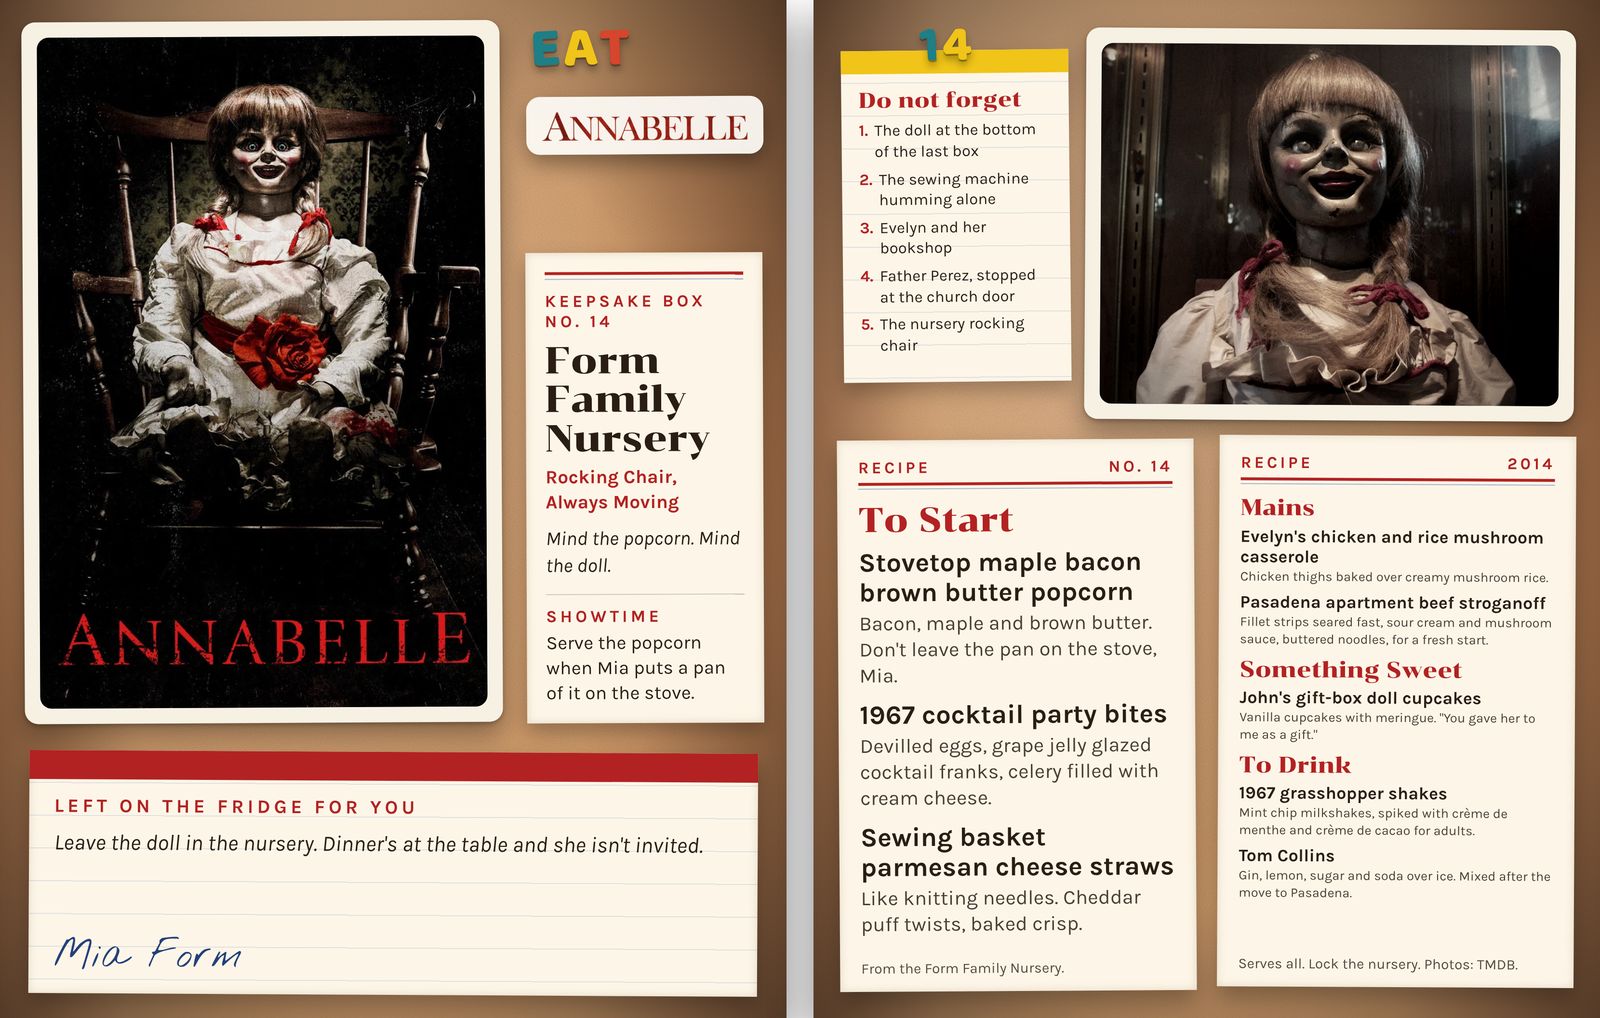 ANNABELLE
EAT
ANNABELLE
KEEPSAKE BOX
NO. 14
Form
Family
Nursery
Rocking Chair,
Always Moving
Mind the popcorn. Mind
the doll.
SHOWTIME
Serve the popcorn
when Mia puts a pan
of it on the stove.
LEFT ON THE FRIDGE FOR YOU
Leave the doll in the nursery. Dinner's at the table and she isn't invited.
Mia Form
14
Do not forget
1. The doll at the bottom
of the last box
2. The sewing machine
humming alone
3. Evelyn and her
bookshop
4. Father Perez, stopped
at the church door
5. The nursery rocking
chair
RECIPE NO. 14
To Start
Stovetop maple bacon
brown butter popcorn
Bacon, maple and brown butter.
Don't leave the pan on the stove,
Mia.
1967 cocktail party bites
Devilled eggs, grape jelly glazed
cocktail franks, celery filled with
cream cheese.
Sewing basket
parmesan cheese straws
Like knitting needles. Cheddar
puff twists, baked crisp.
From the Form Family Nursery.
RECIPE 2014
Mains
Evelyn's chicken and rice mushroom
casserole
Chicken thighs baked over creamy mushroom rice.
Pasadena apartment beef stroganoff
Fillet strips seared fast, sour cream and mushroom
sauce, buttered noodles, for a fresh start.
Something Sweet
John's gift-box doll cupcakes
Vanilla cupcakes with meringue. "You gave her to
me as a gift."
To Drink
1967 grasshopper shakes
Mint chip milkshakes, spiked with crème de
menthe and crème de cacao for adults.
Tom Collins
Gin, lemon, sugar and soda over ice. Mixed after the
move to Pasadena.
Serves all. Lock the nursery. Photos: TMDB.